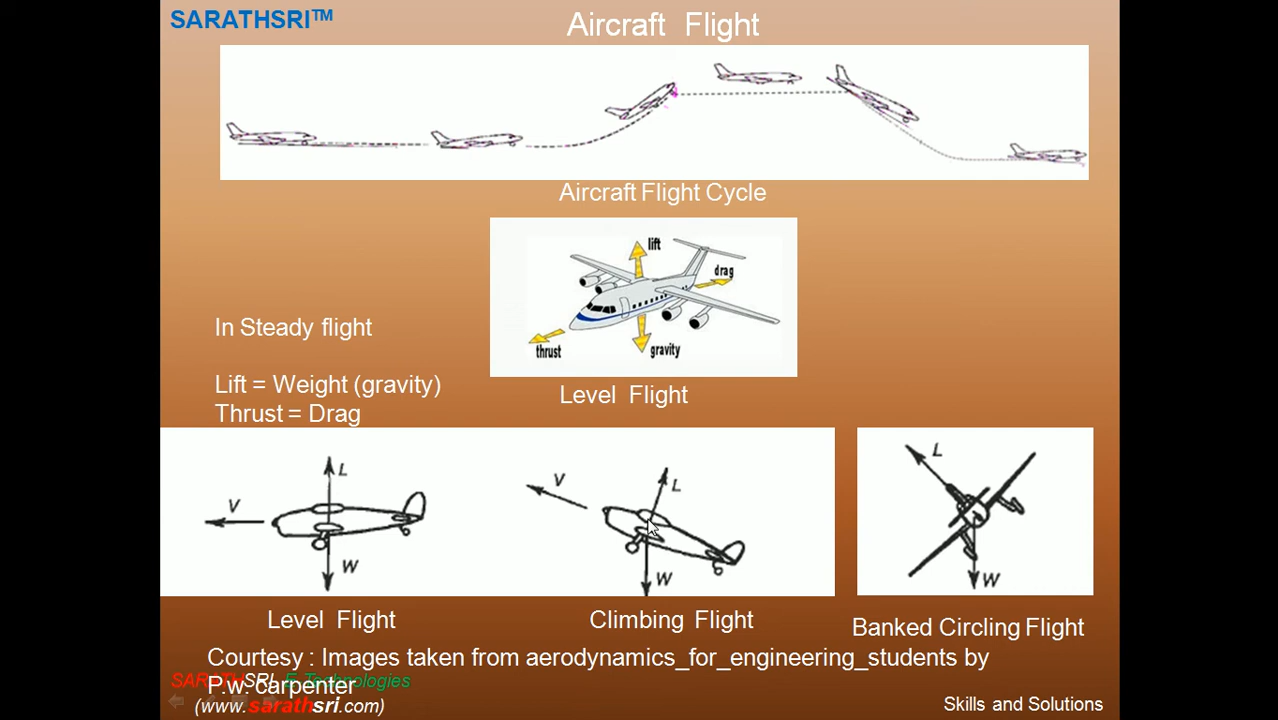 SARATHSRI™
Aircraft Flight
Aircraft Flight Cycle
lift
drag
thrust
gravity
In Steady flight
Lift = Weight (gravity)
Thrust = Drag
Level Flight
V
L
W
V
L
W
L
W
Level Flight
Climbing Flight
Banked Circling Flight
Courtesy : Images taken from aerodynamics_for_engineering_students by
P.w. carpenter
SARATHSRI E-Technologies
(www.sarathsri.com)
Skills and Solutions